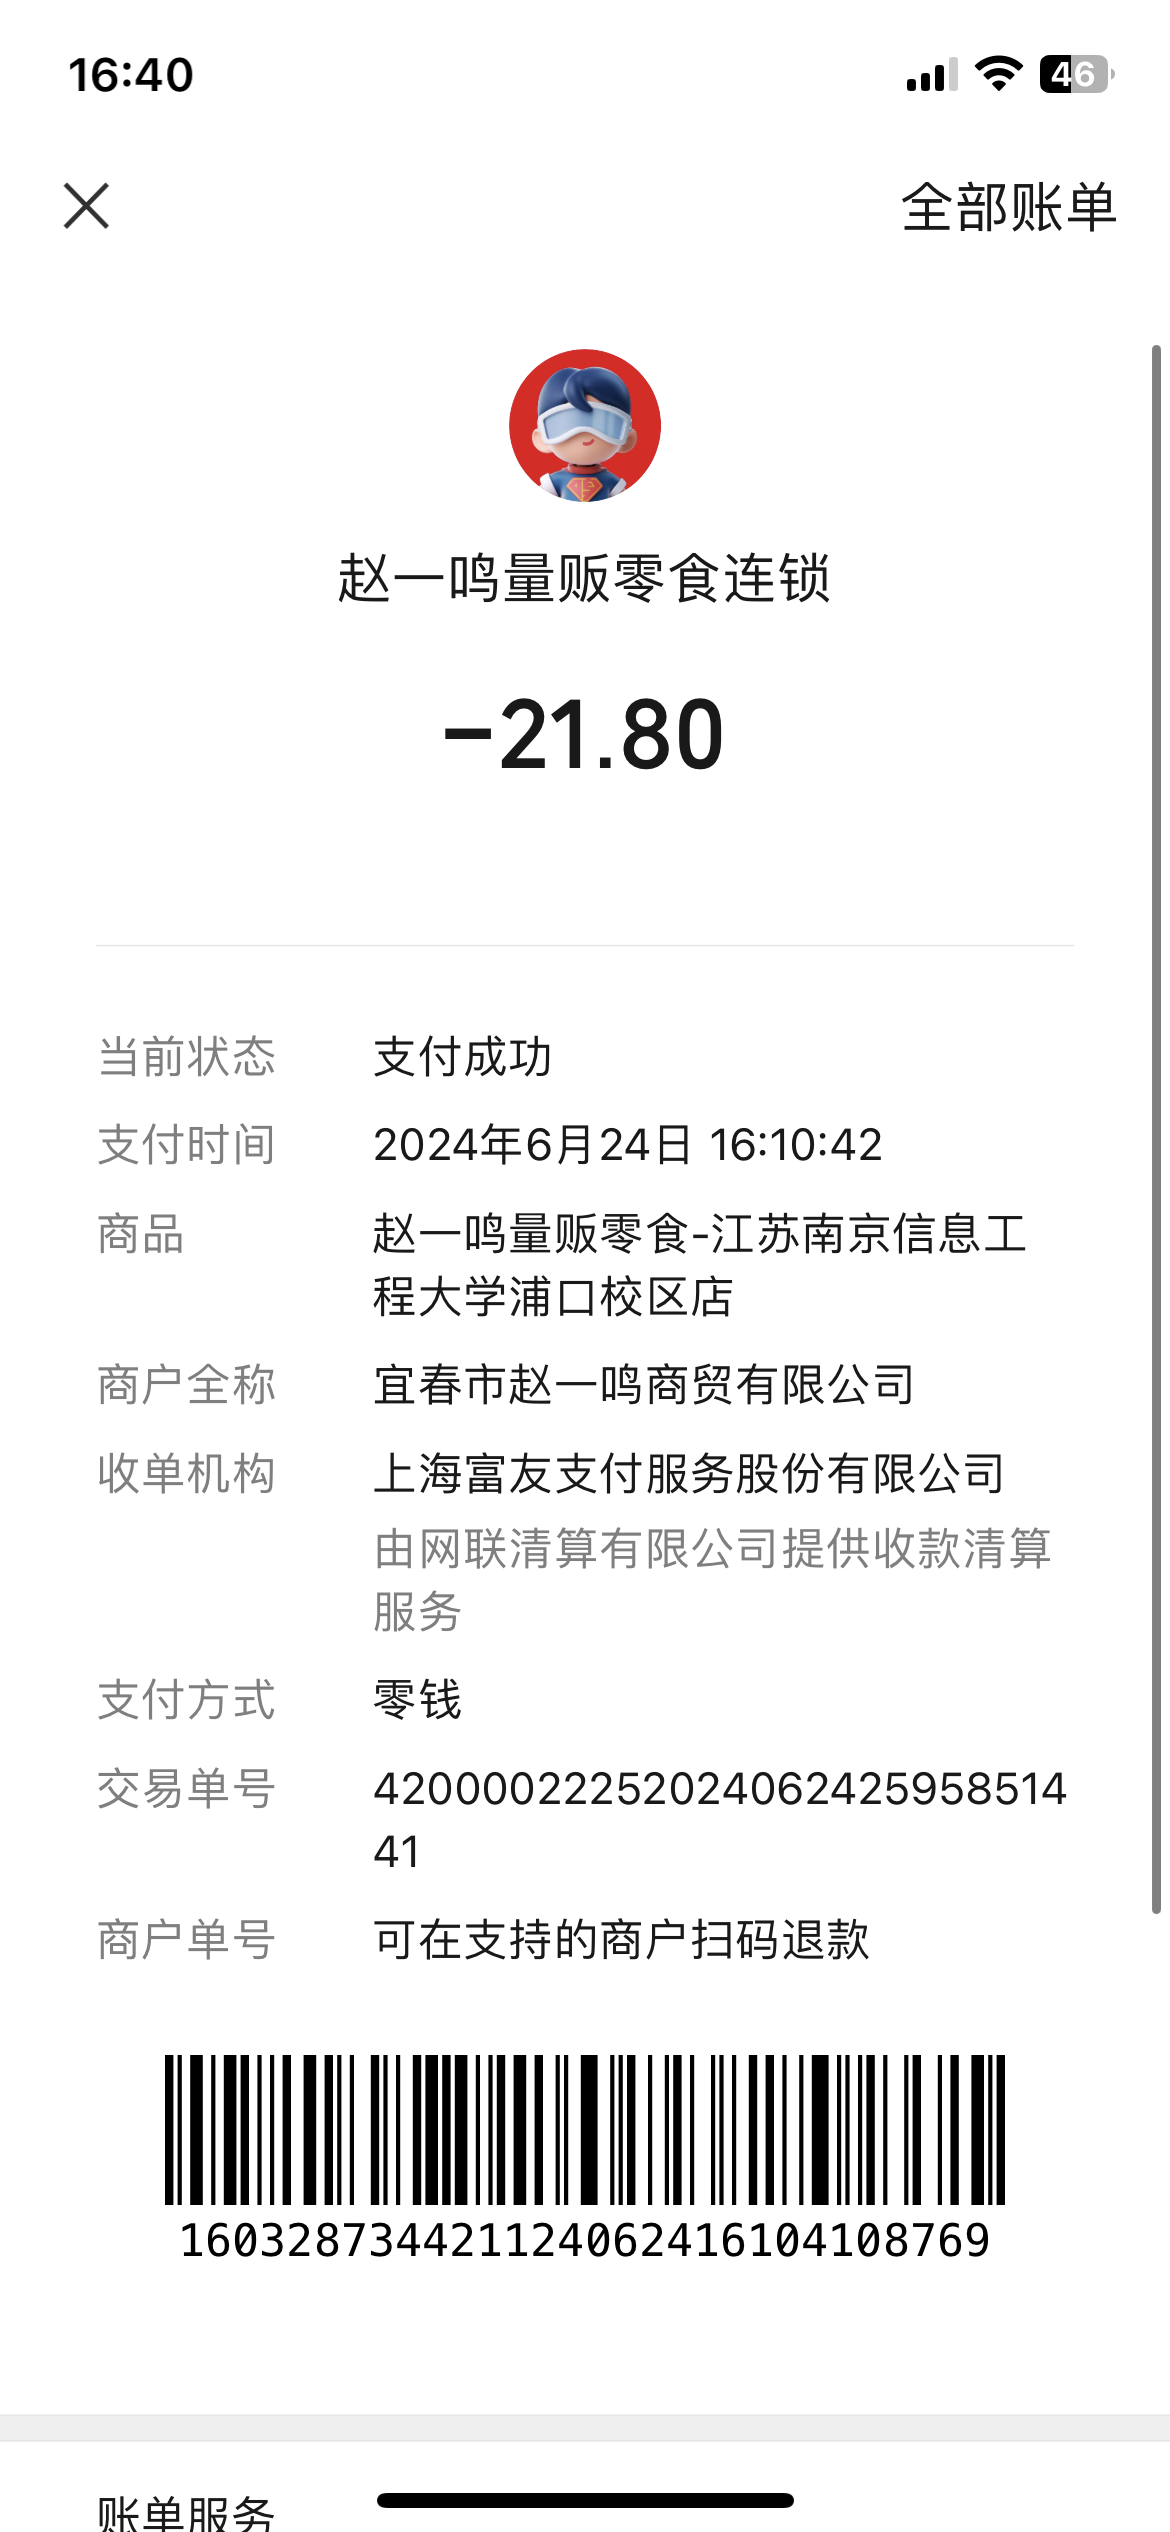 16:40
46
全部账单
赵一鸣量贩零食连锁
-21.80
当前状态 支付成功
支付时间 2024年6月24日 16:10:42
商品 赵一鸣量贩零食-江苏南京信息工
程大学浦口校区店
商户全称 宜春市赵一鸣商贸有限公司
收单机构 上海富友支付服务股份有限公司
由网联清算有限公司提供收款清算
服务
支付方式 零钱
交易单号 42000022252024062425958514
41
商户单号 可在支持的商户扫码退款
160328734421124062416104108769
账单服务